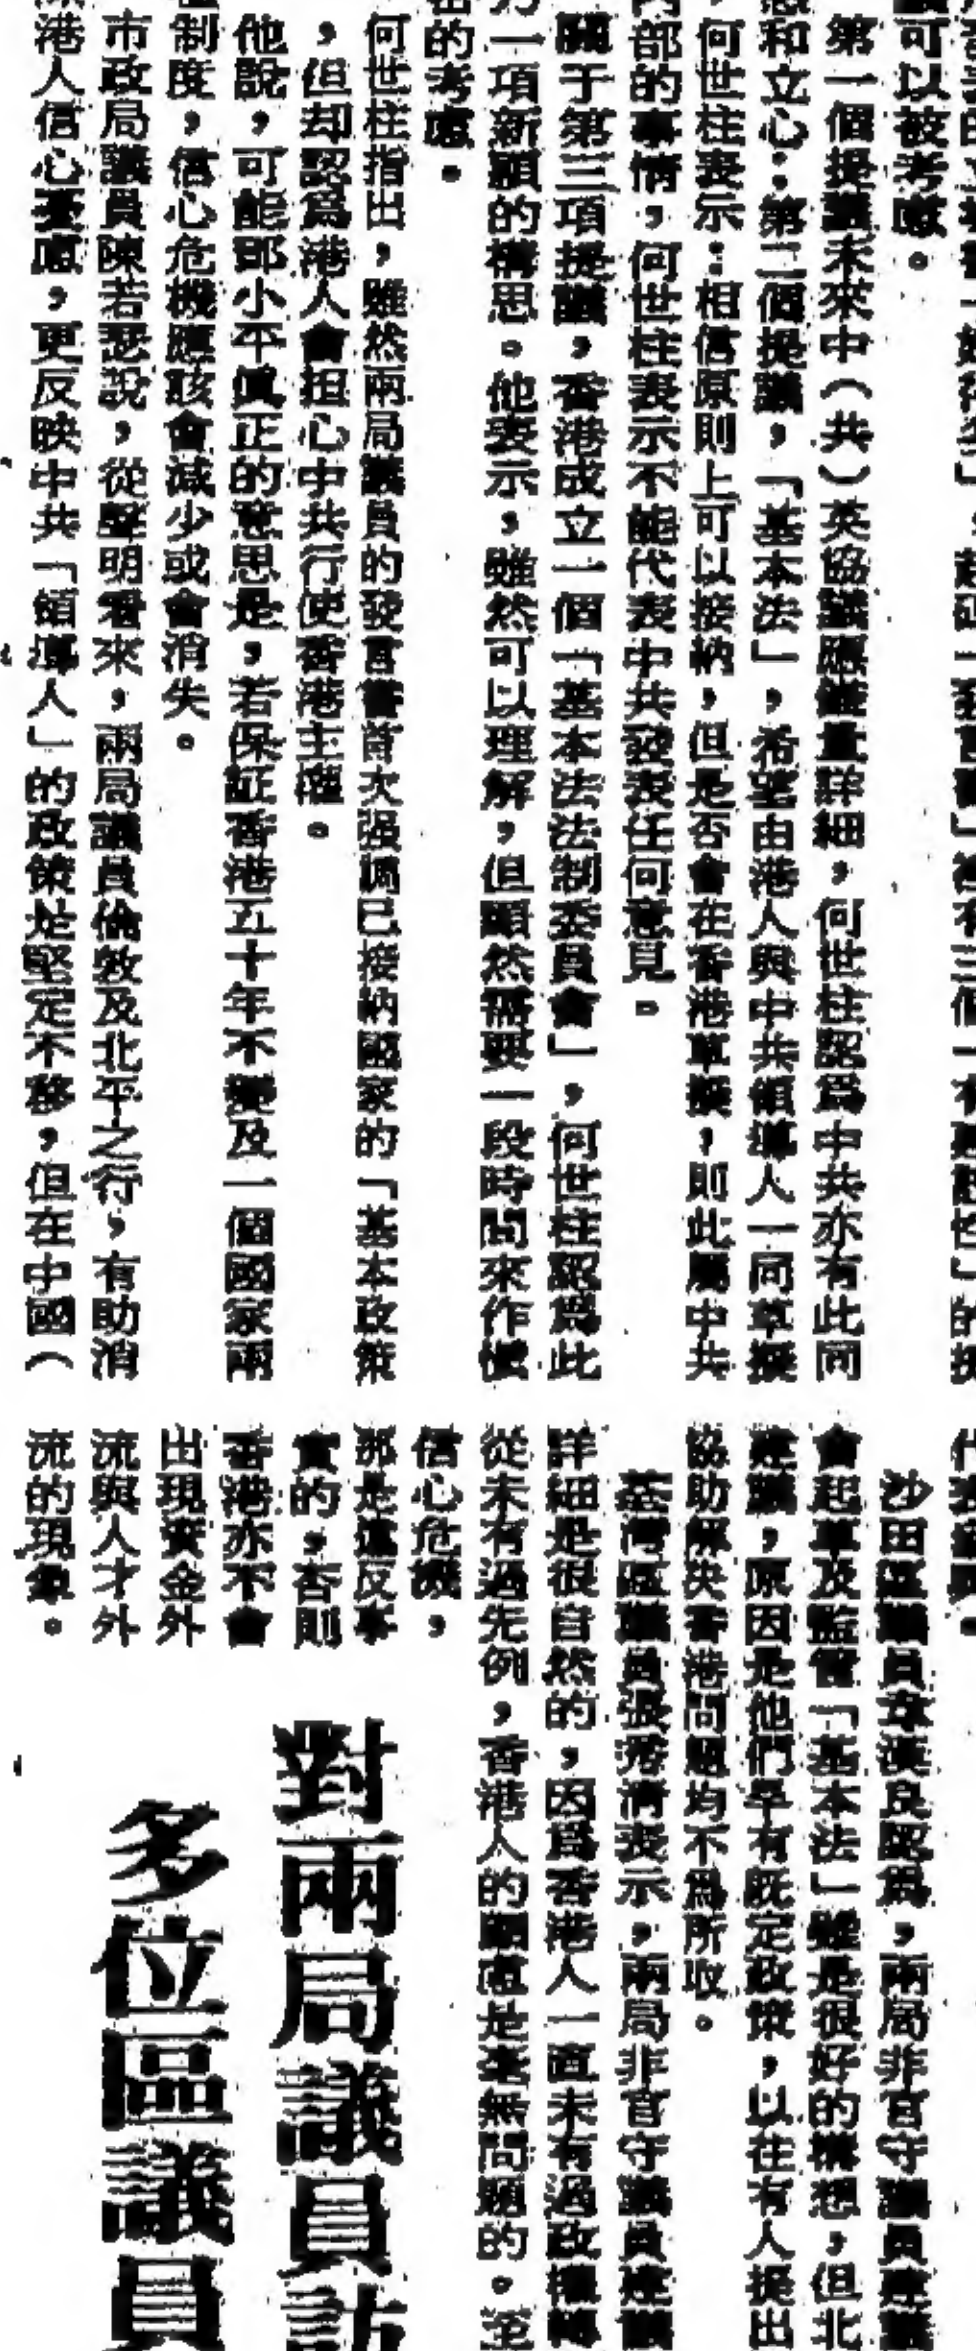 可以被考慮。
第一個提議未來中（共）英協議應儘量詳細，何世柱認爲中共亦有此同
和立心；第二個提議，「基本法」，希望由港人與中共領導人一同草擬
，何世柱表示：相信原則上可以接納，但是否會在香港草擬，則此屬中共
部的事情，何世柱表示不能代表中共發表任何意見。
關于第三項提議，香港成立一個「基本法法制委員會」，何世柱認爲此
一項新穎的構思。他表示，雖然可以理解，但顯然需要一段時間來作慎
的考慮。
何世柱指出，雖然兩局議員的發言書首次强調已接納國家的「基本政策
，但却認爲港人會担心中共行使香港主權。
他說，可能鄧小平眞正的意思是，若保証香港五十年不變及一個國家兩
制度，信心危機應該會減少或會消失。
市政局議員陳若瑟說，從聲明看來，兩局議員倫敦及北平之行，有助消
港人信心憂慮，更反映中共「領導人」的政策是堅定不移，但在中國（
沙田區議員韋漢良認爲，兩局非官守議員建議
會起草及監管「基本法」雖是很好的構想，但北
建議，原因是他們早有既定政策，以往有人提出
協助解決香港問題均不爲所收。
荃灣區議員張秀清表示，兩局非官守議員建議
詳細是很自然的，因爲香港人一直未有過政權轉
從未有過先例，香港人的顧慮是毫無問題的。至
信心危機，
那是違反事
實的，否則
香港亦不會
出現資金外
流與人才外
流的現象。
對兩局議員訪
多位區議員